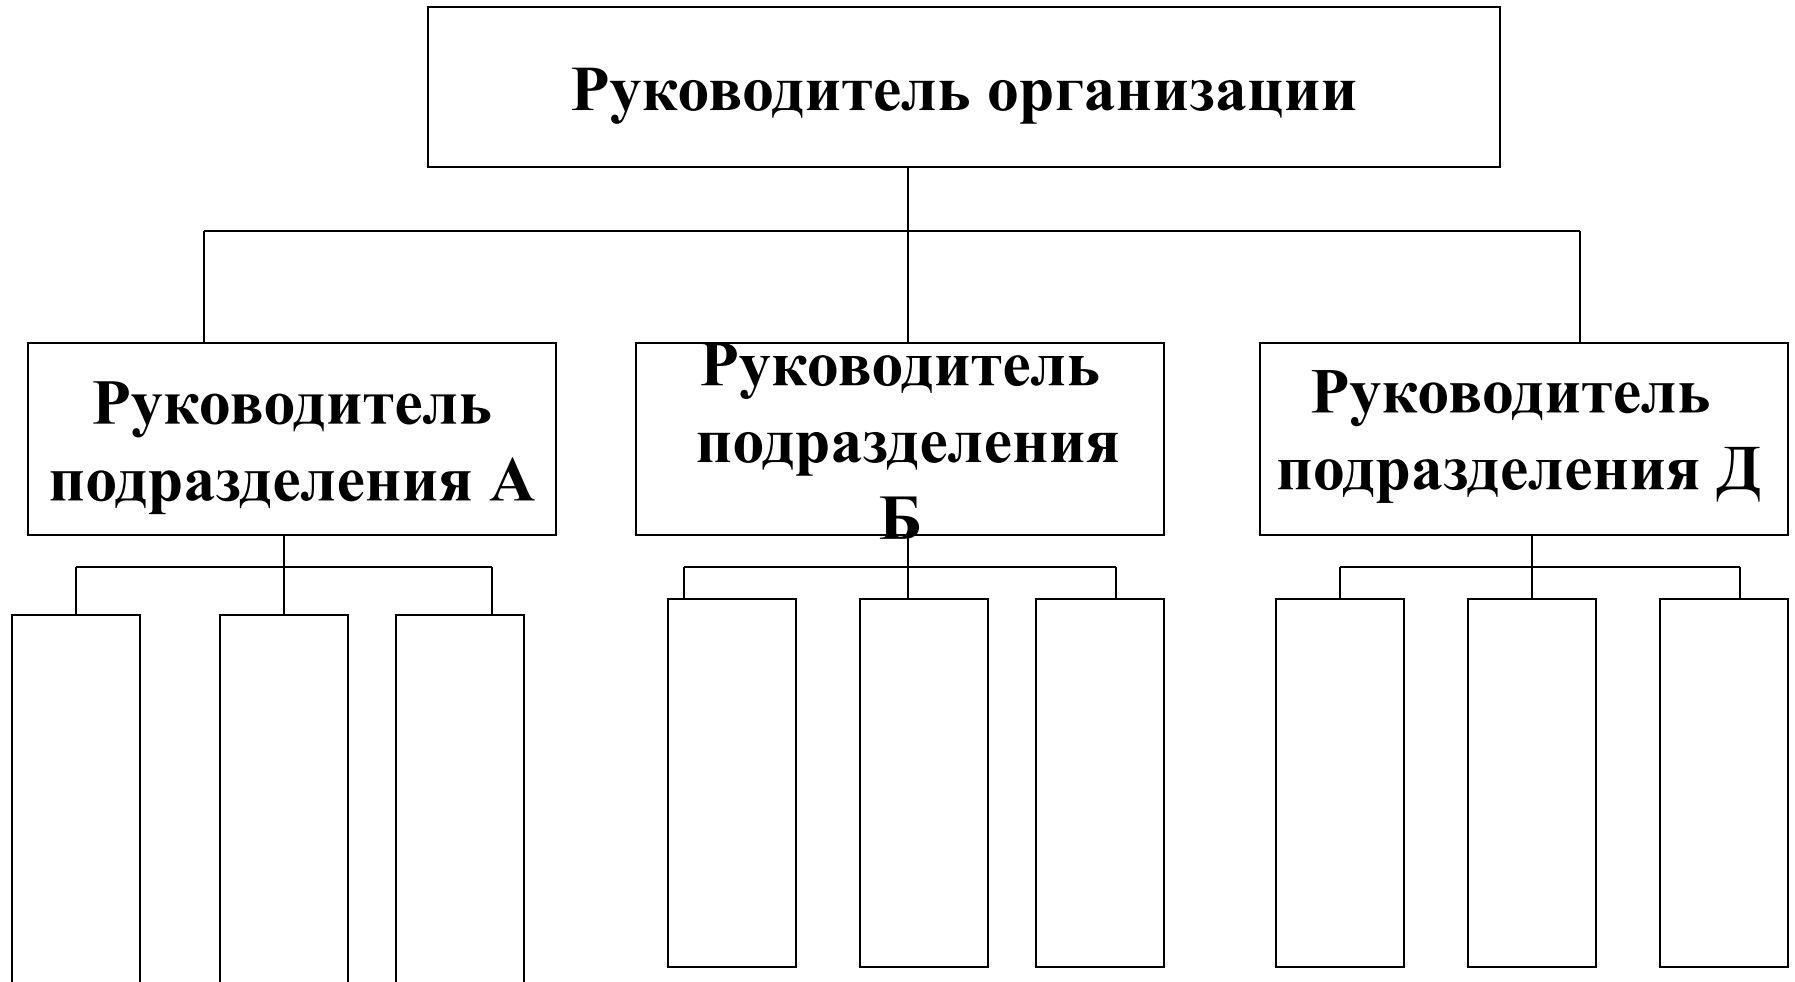 Руководитель организации
Руководитель
подразделения А
Руководитель
подразделения
Б
Руководитель
подразделения Д